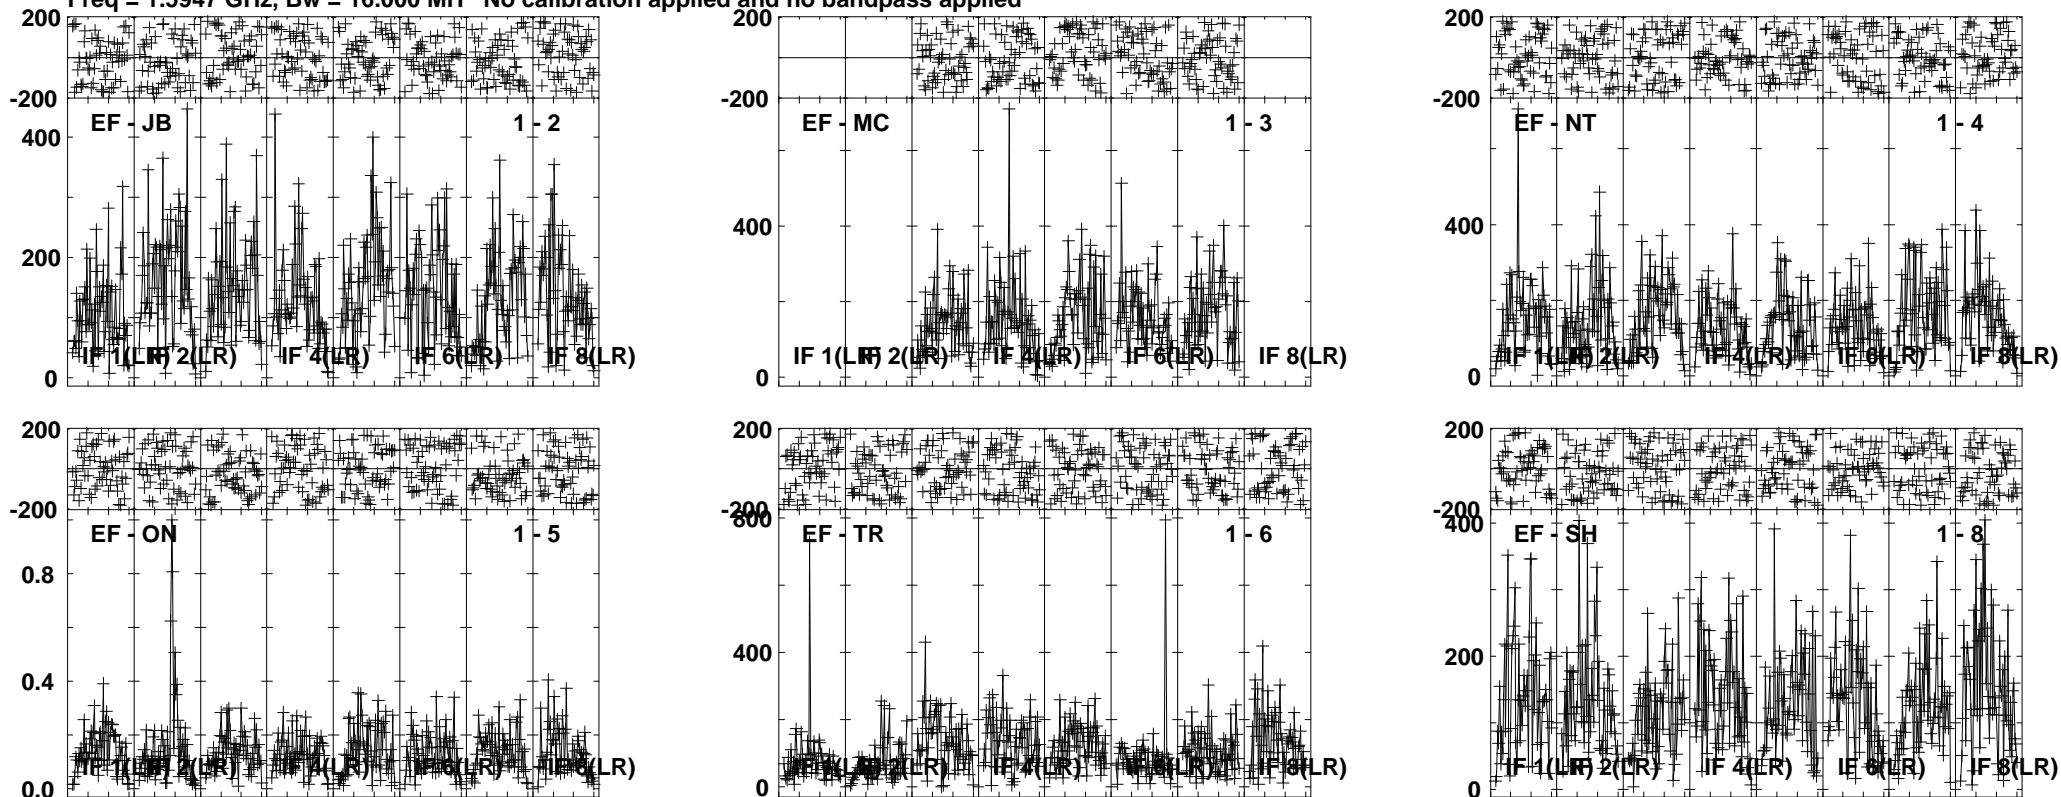 Freq = 1.5947 GHz, Bw = 16.000 MH No calibration applied and no bandpass applied
200
-200
EF - JB 1 - 2
400
200
0
IF 1(LR) IF 2(LR) IF 4(LR) IF 6(LR) IF 8(LR)
200
-200
EF - MC 1 - 3
400
0
IF 1(LR) IF 2(LR) IF 4(LR) IF 6(LR) IF 8(LR)
200
-200
EF - NT 1 - 4
400
0
IF 1(LR) IF 2(LR) IF 4(LR) IF 6(LR) IF 8(LR)
200
-200
EF - ON 1 - 5
0.8
0.4
0.0
IF 1(LR) IF 2(LR) IF 4(LR) IF 6(LR) IF 8(LR)
200
-200
800
EF - TR 1 - 6
400
0
IF 1(LR) IF 2(LR) IF 4(LR) IF 6(LR) IF 8(LR)
200
-200
400
EF - SH 1 - 8
200
0
IF 1(LR) IF 2(LR) IF 4(LR) IF 6(LR) IF 8(LR)